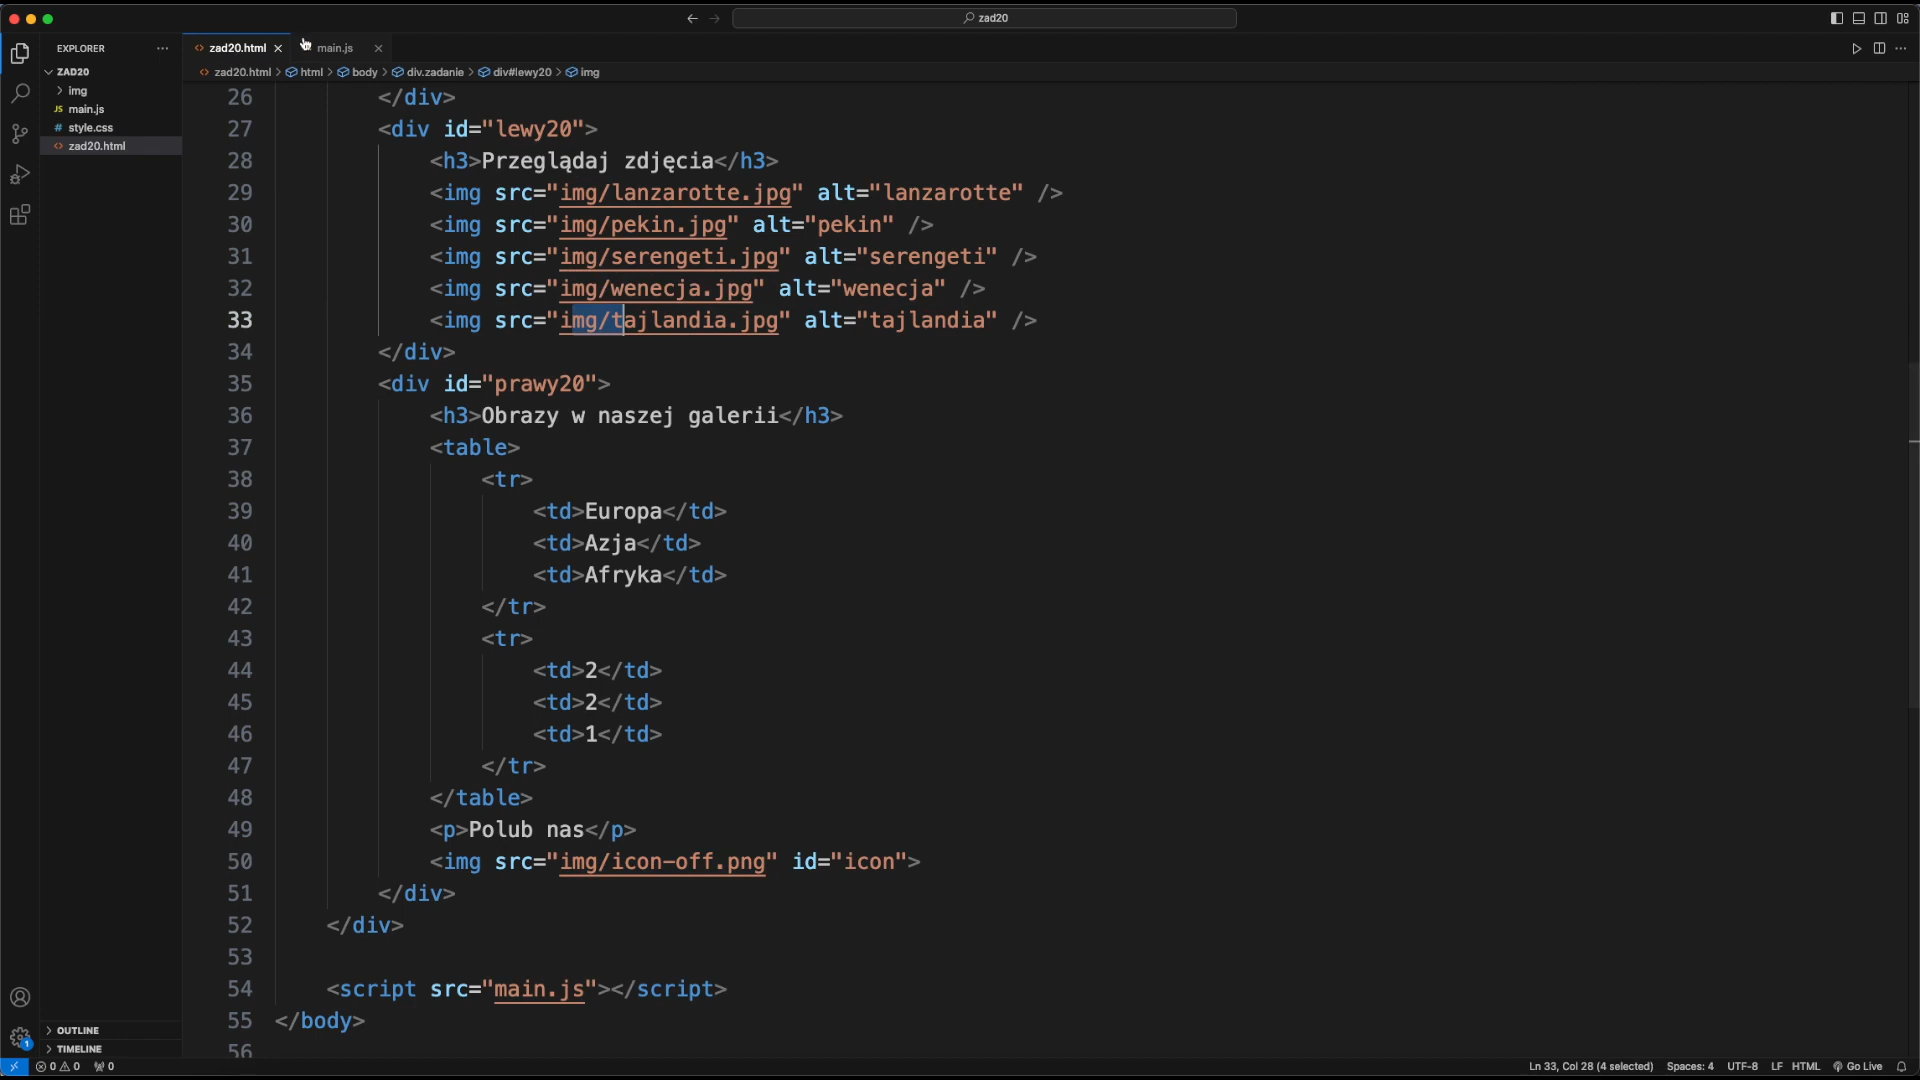 zad20
EXPLORER
ZAD20
img
JS main.js
# style.css
<> zad20.html
OUTLINE
TIMELINE
<> zad20.html
main.js
<> zad20.html > html > body > div.zadanie > div#lewy20 > img
26 </div>
27 <div id="lewy20">
28 <h3>Przeglądaj zdjęcia</h3>
29 <img src="img/lanzarotte.jpg" alt="lanzarotte" />
30 <img src="img/pekin.jpg" alt="pekin" />
31 <img src="img/serengeti.jpg" alt="serengeti" />
32 <img src="img/wenecja.jpg" alt="wenecja" />
33 <img src="img/tajlandia.jpg" alt="tajlandia" />
34 </div>
35 <div id="prawy20">
36 <h3>Obrazy w naszej galerii</h3>
37 <table>
38 <tr>
39 <td>Europa</td>
40 <td>Azja</td>
41 <td>Afryka</td>
42 </tr>
43 <tr>
44 <td>2</td>
45 <td>2</td>
46 <td>1</td>
47 </tr>
48 </table>
49 <p>Polub nas</p>
50 <img src="img/icon-off.png" id="icon">
51 </div>
52 </div>
53
54 <script src="main.js"></script>
55 </body>
56
1
0 0 0
Ln 33, Col 28 (4 selected) Spaces: 4 UTF-8 LF HTML Go Live